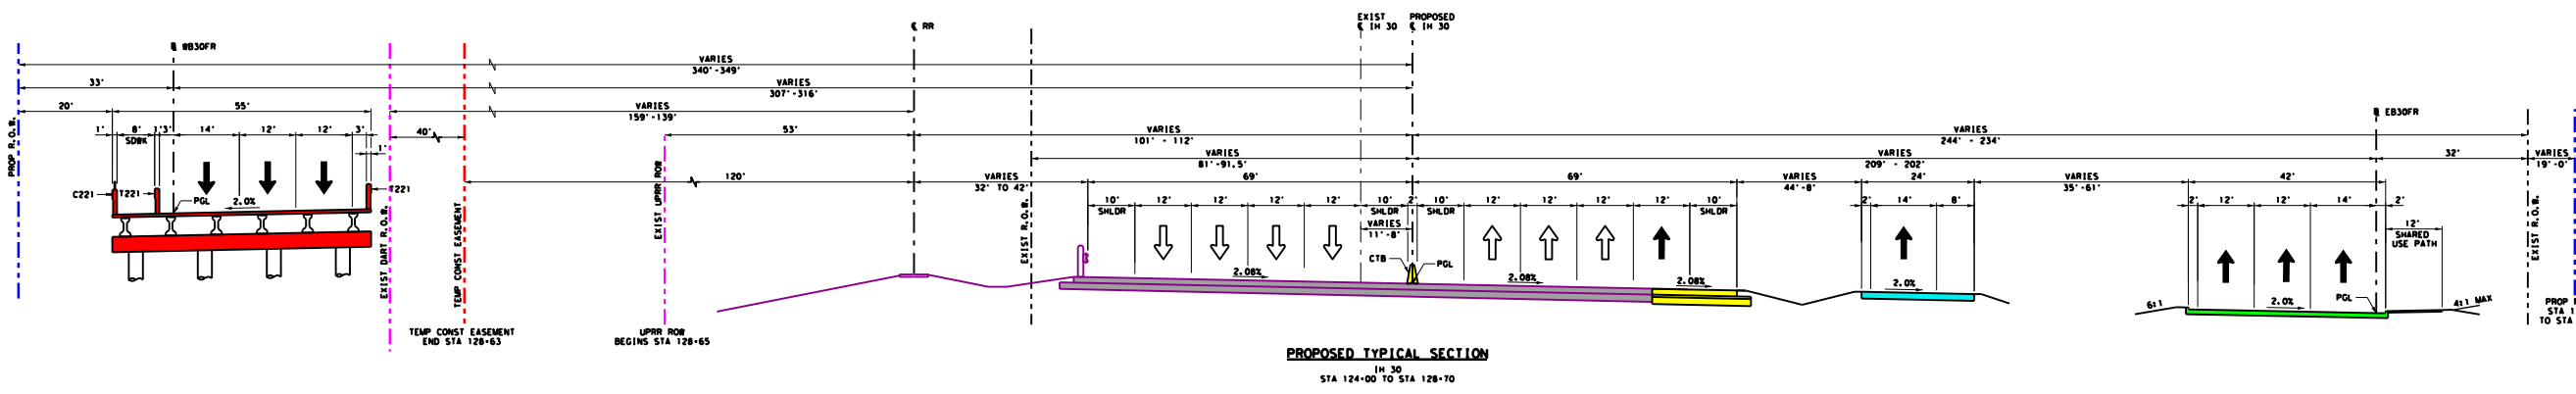 EXIST PROPOSED
℄ RR ℄ IH 30 ℄ IH 30
WB30FR
VARIES
340'-349'
33' VARIES
307'-316'
20' 55' VARIES
159'-139'
EB30FR
1' 8' 1' 3' 14' 12' 12' 3' 40' 53' VARIES VARIES
SDWK 101' - 112' 244' - 234'
1' VARIES VARIES 32' VARIES
81'-91.5' 209' - 202' 19'-0'
120' VARIES 69' 69' VARIES 24' VARIES 42'
32' TO 42' 44'-8' 35'-61'
C221 T221 T221
PGL 2.0%
10' 12' 12' 12' 12' 10' 2' 10' 12' 12' 12' 12' 10' 2' 14' 8' 2' 12' 12' 14' 2'
SHLDR SHLDR SHLDR SHLDR
VARIES
11'-8'
12'
SHARED
USE PATH
CTB PGL
2.08% 2.08% 2.08% 2.0% 2.0% PGL
6:1 4:1 MAX
PROP R.O.W.
EXIST DART R.O.W.
TEMP CONST EASEMENT
EXIST UPRR ROW
EXIST R.O.W.
EXIST R.O.W.
TEMP CONST EASEMENT
END STA 128+63
UPRR ROW
BEGINS STA 128+65
PROP
STA 1
TO STA
PROPOSED TYPICAL SECTION
IH 30
STA 124+00 TO STA 128+70